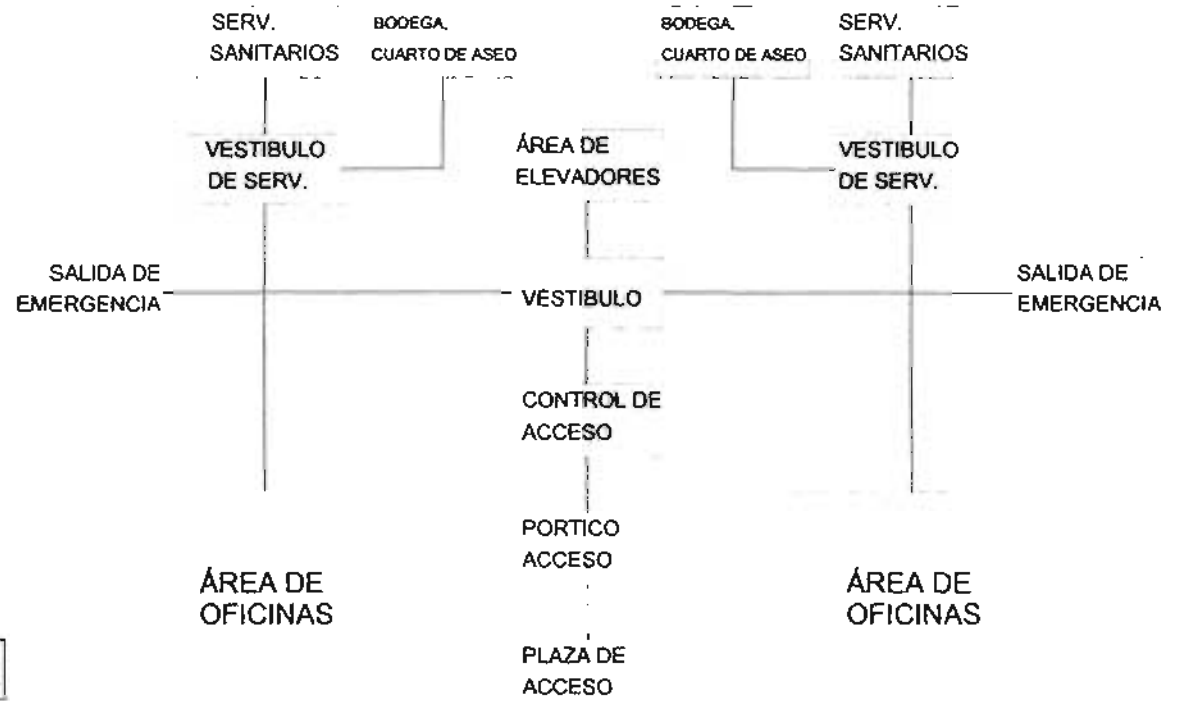 SERV.
SANITARIOS
BODEGA,
CUARTO DE ASEO
BODEGA,
CUARTO DE ASEO
SERV.
SANITARIOS
VESTIBULO
DE SERV.
ÁREA DE
ELEVADORES
VESTIBULO
DE SERV.
SALIDA DE
EMERGENCIA
VESTIBULO
SALIDA DE
EMERGENCIA
CONTROL DE
ACCESO
PORTICO
ACCESO
ÁREA DE
OFICINAS
ÁREA DE
OFICINAS
PLAZA DE
ACCESO